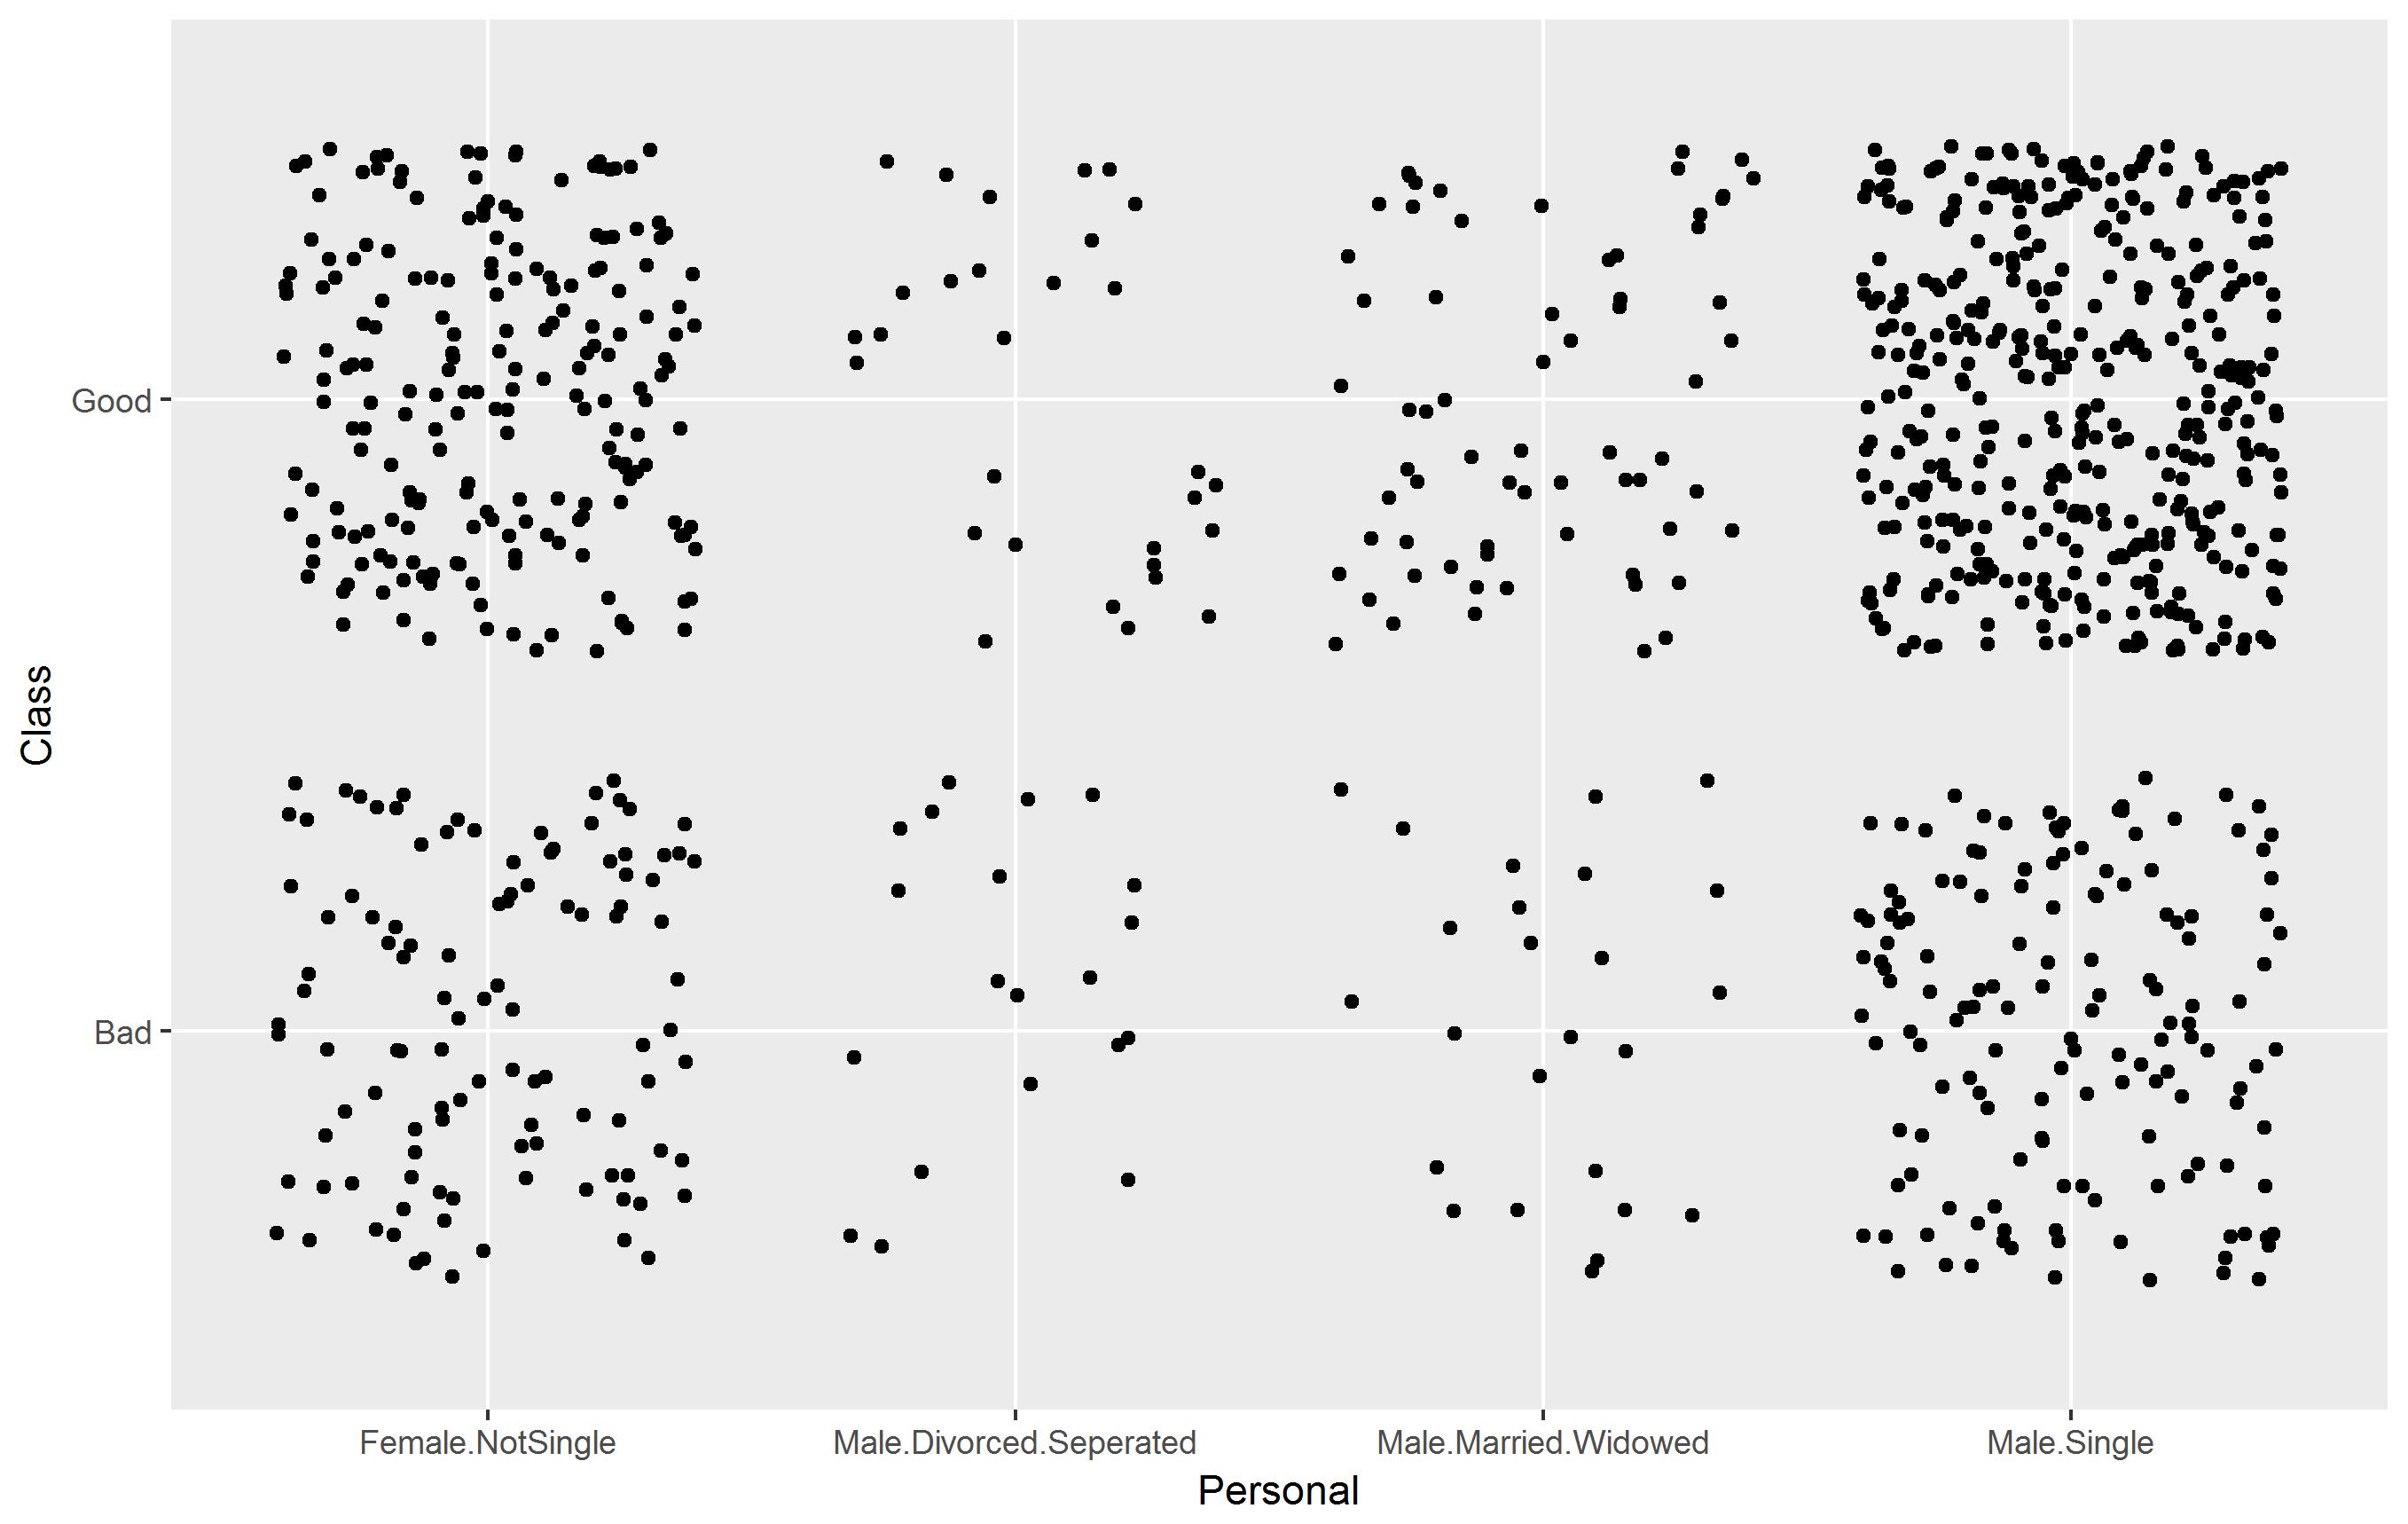 Class
Good
Bad
Female.NotSingle
Male.Divorced.Seperated
Male.Married.Widowed
Male.Single
Personal